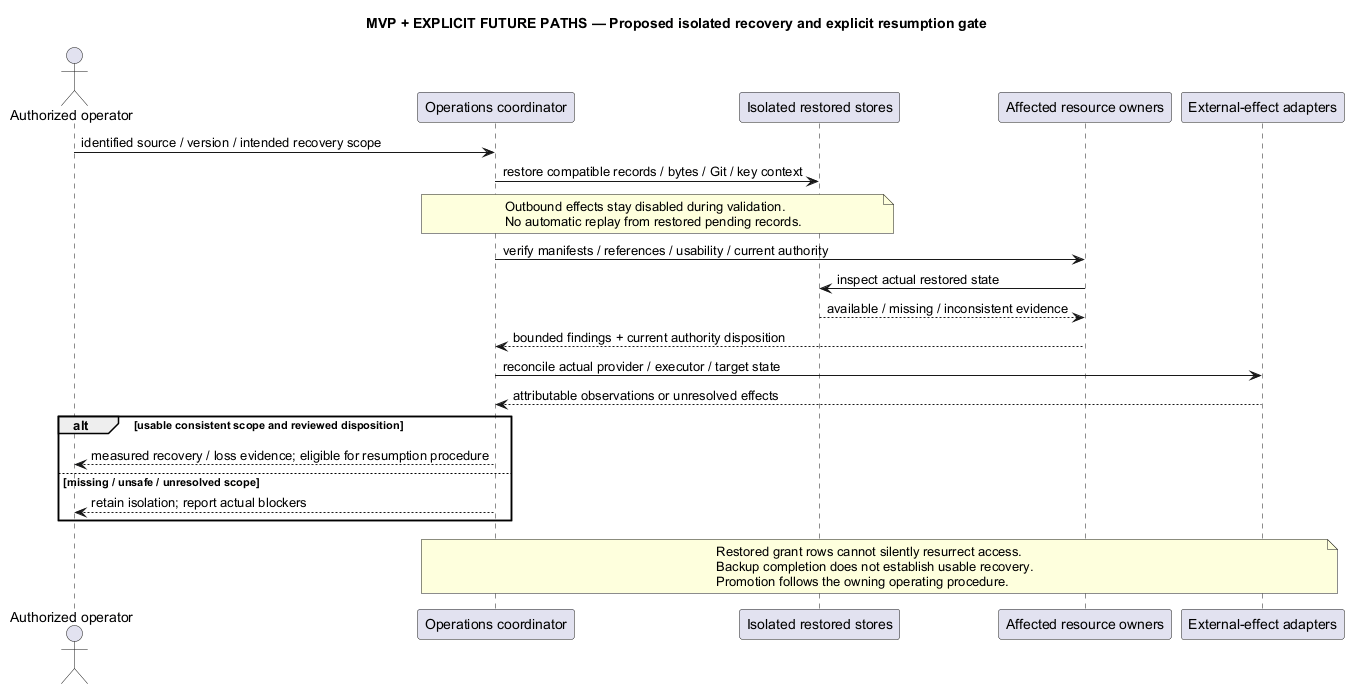 MVP + EXPLICIT FUTURE PATHS — Proposed isolated recovery and explicit resumption gate
Authorized operator
Operations coordinator
Isolated restored stores
Affected resource owners
External-effect adapters
identified source / version / intended recovery scope
restore compatible records / bytes / Git / key context
Outbound effects stay disabled during validation.
No automatic replay from restored pending records.
verify manifests / references / usability / current authority
inspect actual restored state
available / missing / inconsistent evidence
bounded findings + current authority disposition
reconcile actual provider / executor / target state
attributable observations or unresolved effects
alt
[usable consistent scope and reviewed disposition]
measured recovery / loss evidence; eligible for resumption procedure
[missing / unsafe / unresolved scope]
retain isolation; report actual blockers
Restored grant rows cannot silently resurrect access.
Backup completion does not establish usable recovery.
Promotion follows the owning operating procedure.
Authorized operator
Operations coordinator
Isolated restored stores
Affected resource owners
External-effect adapters